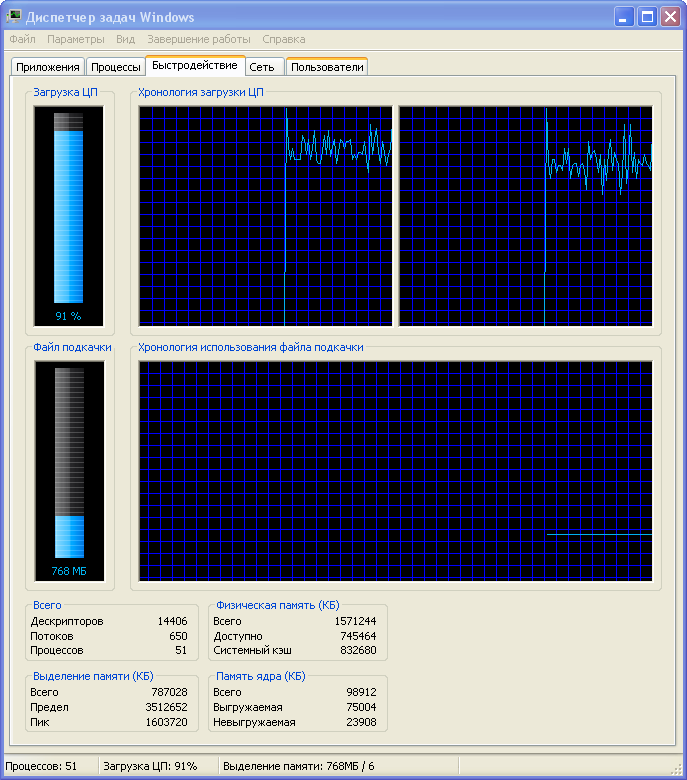 Диспетчер задач Windows
Файл Параметры Вид Завершение работы Справка
Приложения Процессы Быстродействие Сеть Пользователи
Загрузка ЦП
91 %
Хронология загрузки ЦП
Файл подкачки
768 МБ
Хронология использования файла подкачки
Всего
Дескрипторов 14406
Потоков 650
Процессов 51
Физическая память (КБ)
Всего 1571244
Доступно 745464
Системный кэш 832680
Выделение памяти (КБ)
Всего 787028
Предел 3512652
Пик 1603720
Память ядра (КБ)
Всего 98912
Выгружаемая 75004
Невыгружаемая 23908
Процессов: 51 Загрузка ЦП: 91% Выделение памяти: 768МБ / 6